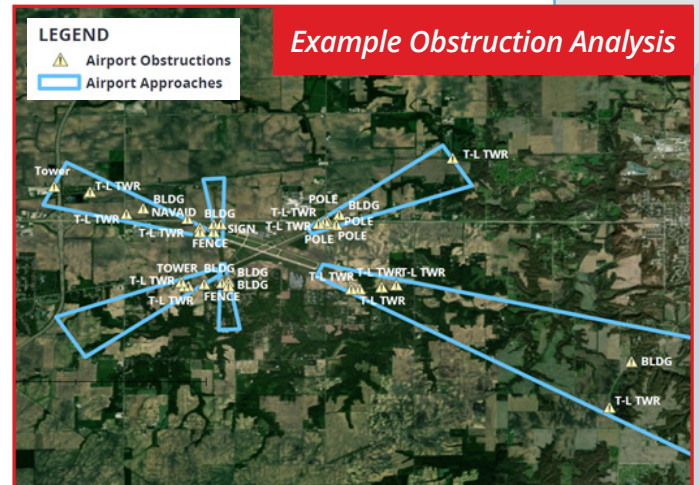 LEGEND
Airport Obstructions
Airport Approaches
Example Obstruction Analysis
T-L TWR
Tower
T-L TWR
BLDG
NAVAID
T-L TWR
T-L TWR
BLDG
SIGN
FENCE
POLE
T-L-TWR
BLDG
T-L TWR
POLE
POLE
POLE
TOWER
BLDG
BLDG
T-L TWR
BLDG
T-L TWR
FENCE
T-L TWR
T-L TWR
T-L TWR
T-L TWR
BLDG
T-L TWR